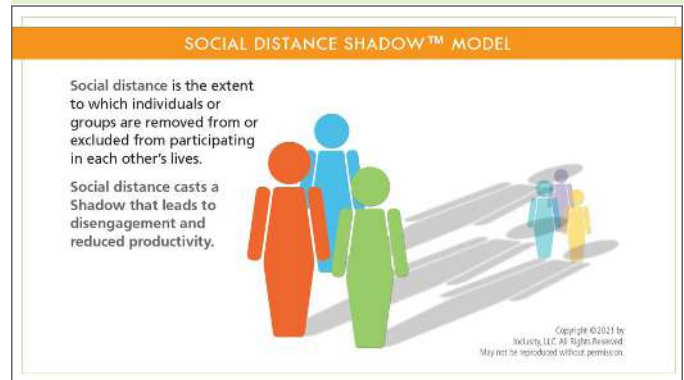 SOCIAL DISTANCE SHADOW™ MODEL
Social distance is the extent
to which individuals or
groups are removed from or
excluded from participating
in each other's lives.
Social distance casts a
Shadow that leads to
disengagement and
reduced productivity.
Copyright ©2021 by
Inclusity, LLC. All Rights Reserved.
May not be reproduced without permission.